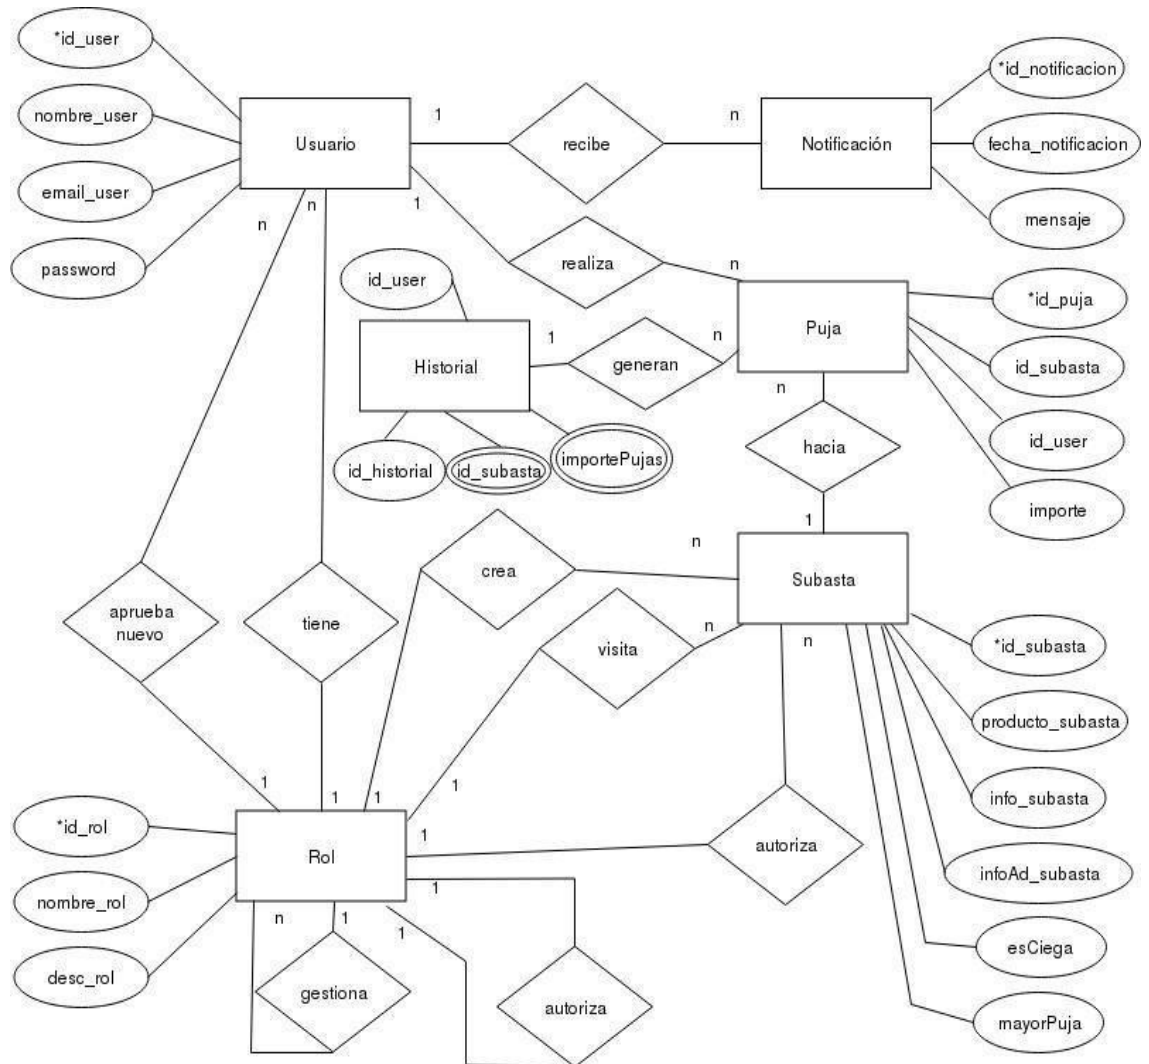 *id_user
nombre_user
email_user
password
Usuario
1
recibe
n
Notificación
*id_notificacion
fecha_notificacion
mensaje
n
n
1
realiza
n
id_user
Historial
1
generan
n
Puja
*id_puja
id_subasta
id_user
importe
id_historial
id_subasta
importePujas
n
hacia
1
aprueba
nuevo
tiene
crea
n
visita
n
Subasta
n
*id_subasta
producto_subasta
info_subasta
infoAd_subasta
esCiega
mayorPuja
1
1
1
1
*id_rol
nombre_rol
desc_rol
Rol
1
autoriza
n
1
1
1
gestiona
autoriza